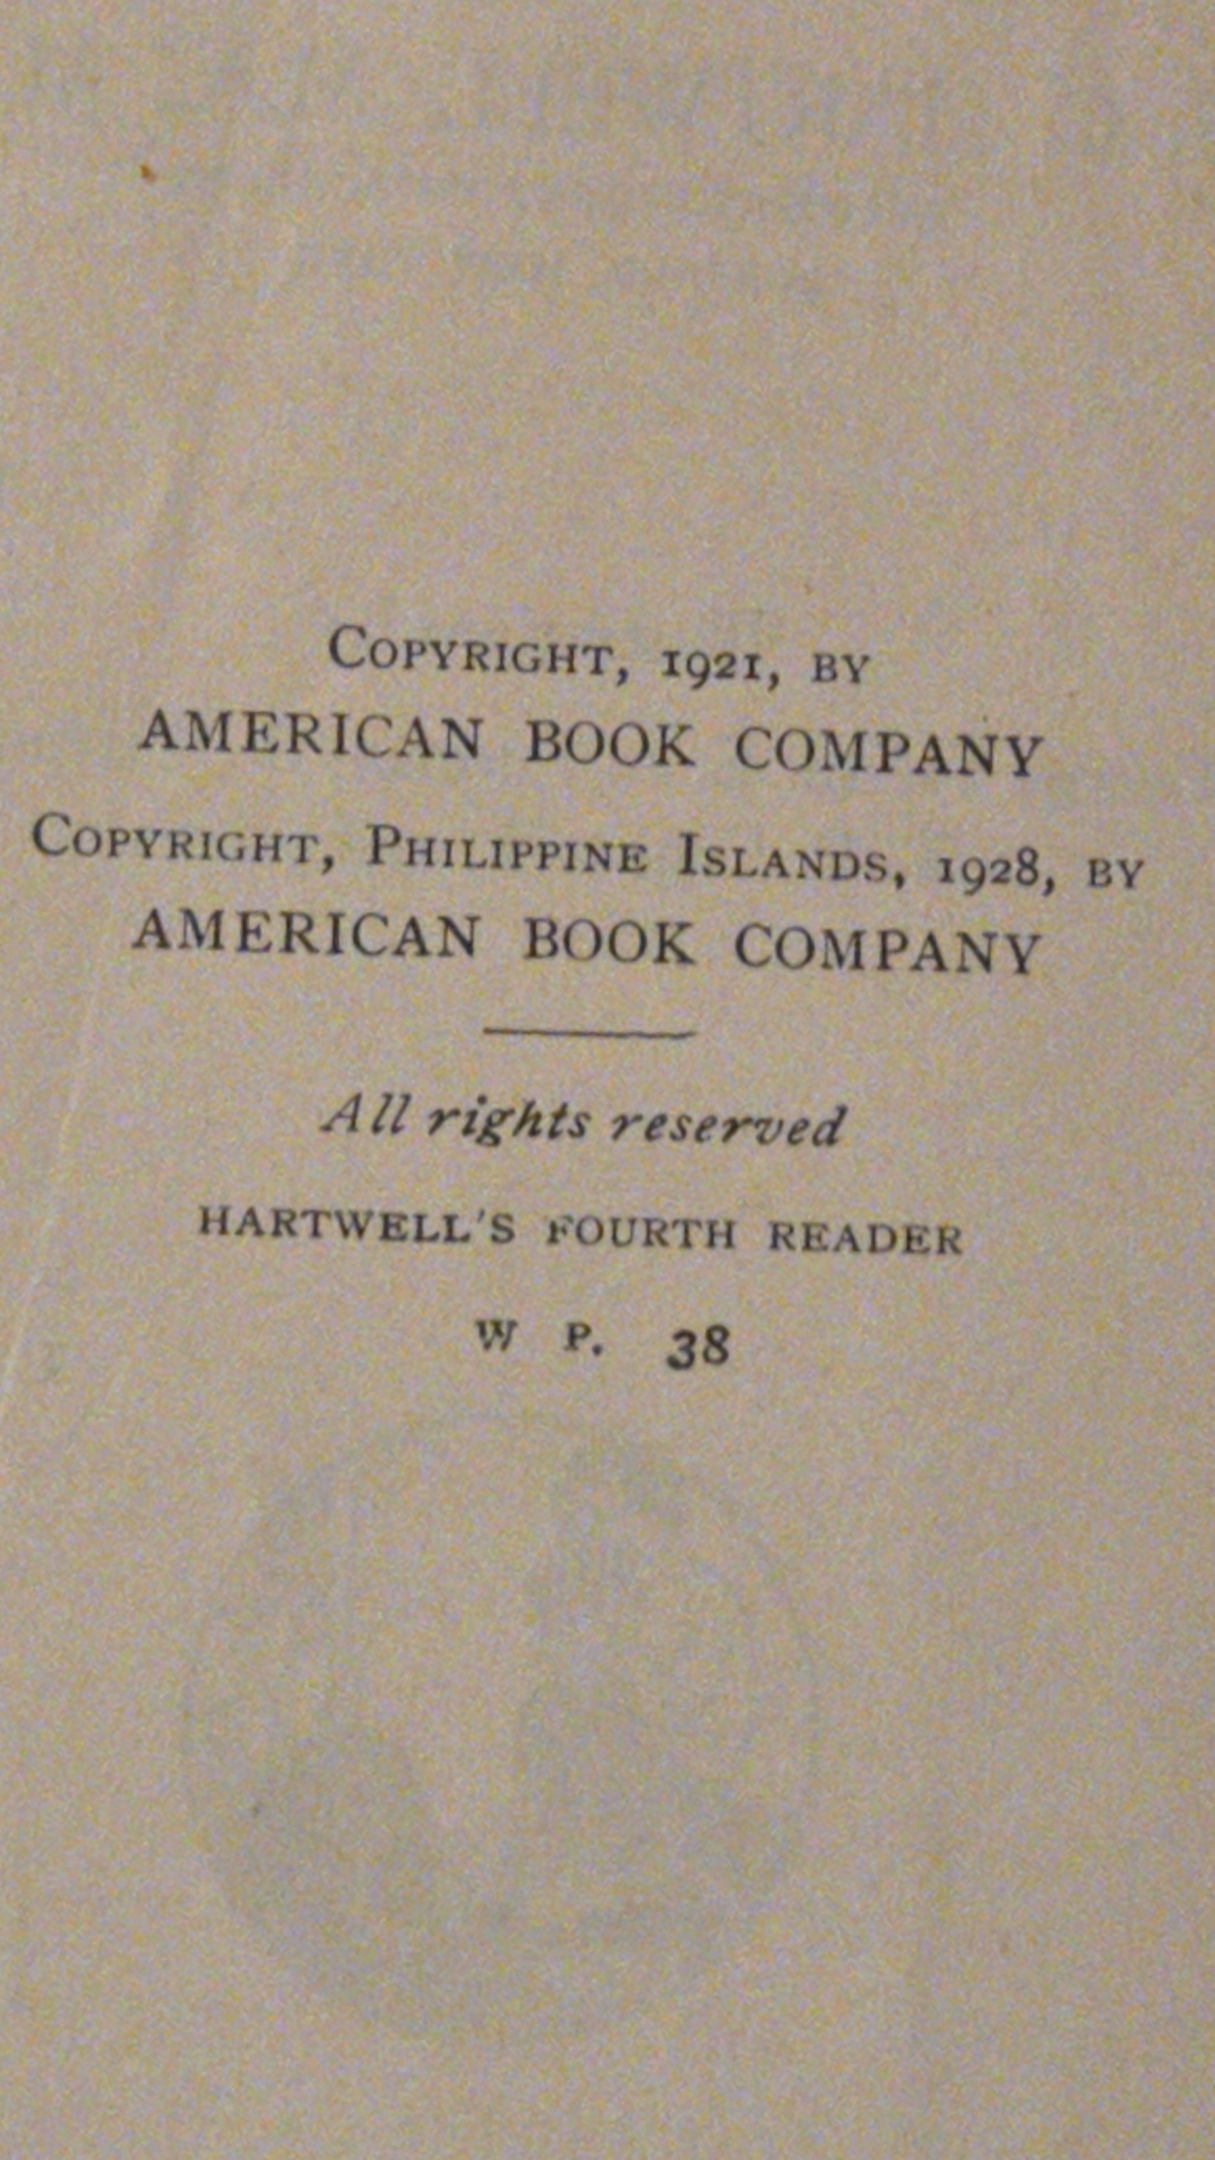 COPYRIGHT, 1921, BY
AMERICAN BOOK COMPANY
COPYRIGHT, PHILIPPINE ISLANDS, 1928, BY
AMERICAN BOOK COMPANY
All rights reserved
HARTWELL'S FOURTH READER
W P. 38